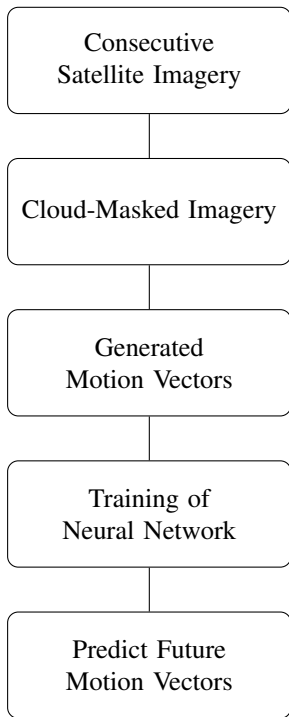 Consecutive
Satellite Imagery
Cloud-Masked Imagery
Generated
Motion Vectors
Training of
Neural Network
Predict Future
Motion Vectors